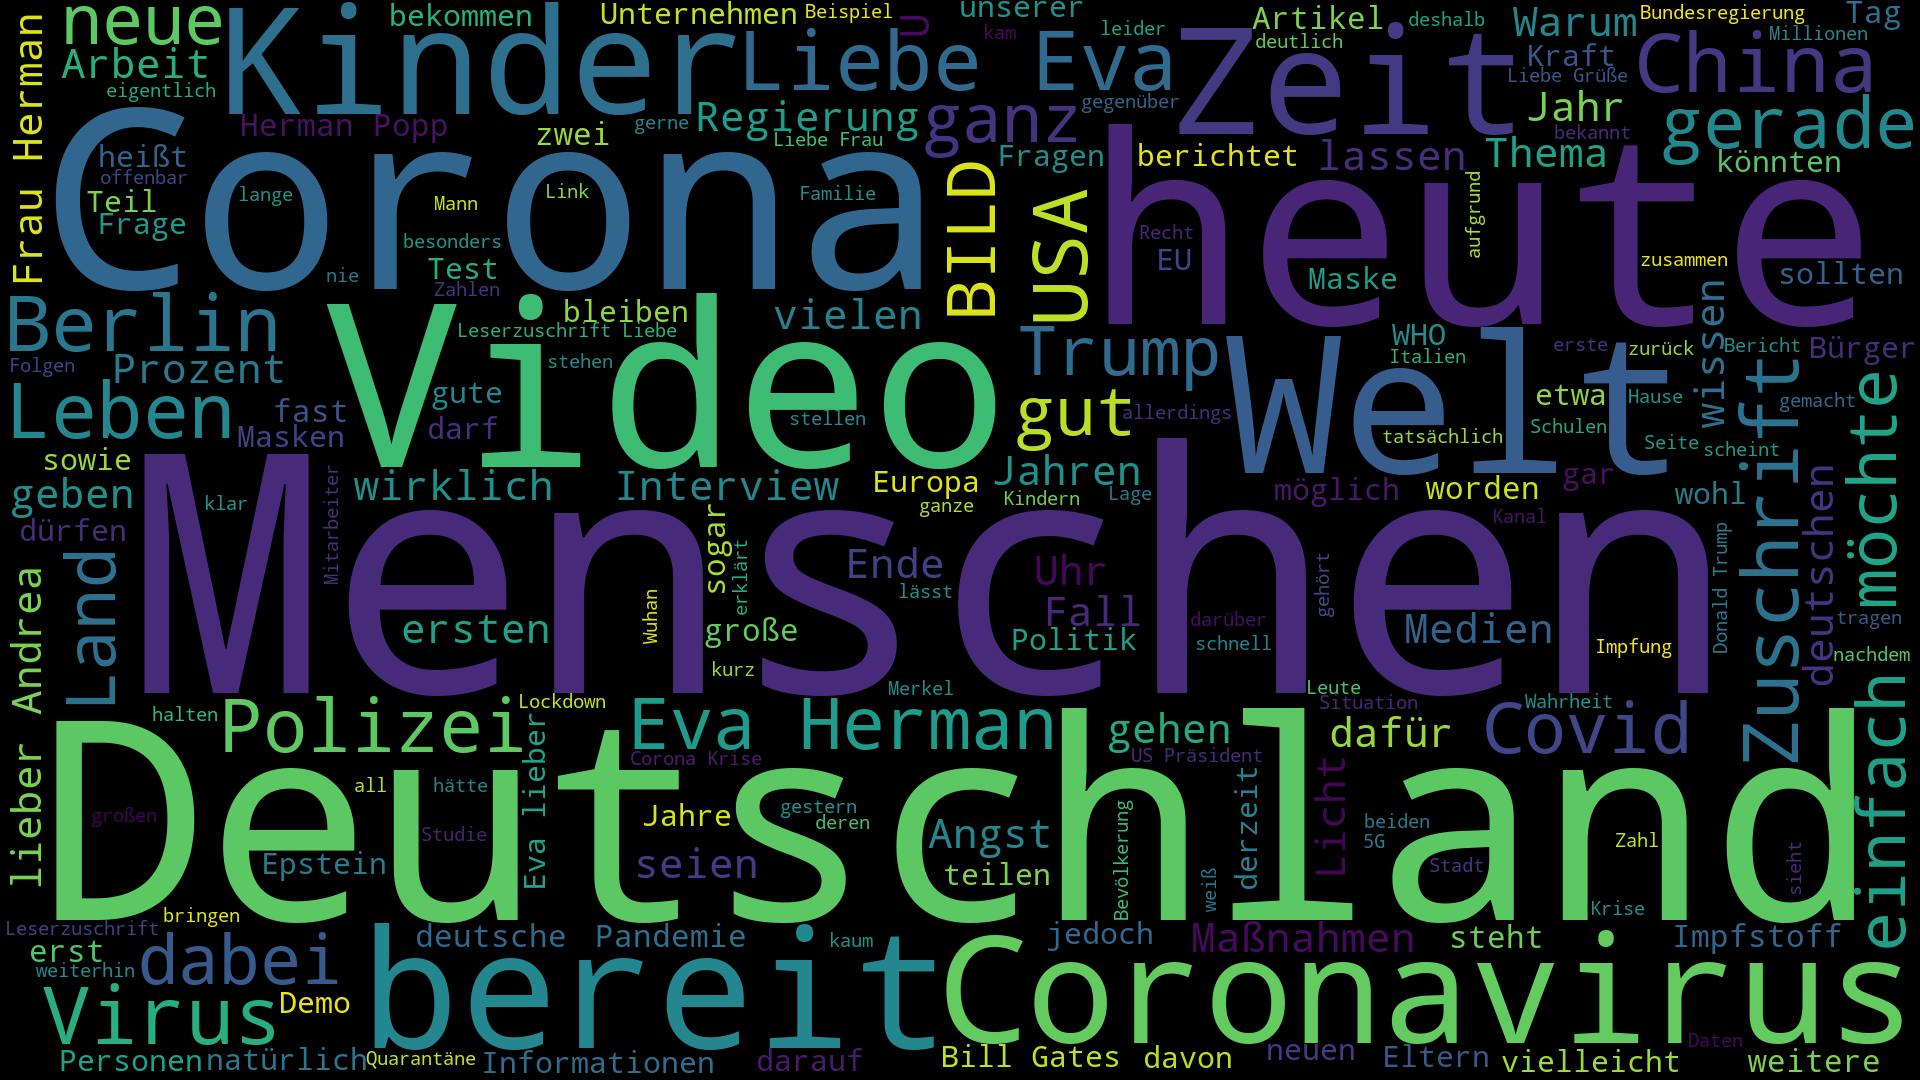 neue
Kinder
bekommen
Unternehmen
Beispiel
U
unserer
kam
leider
Artikel
deutlich
deshalb
Warum
Bundesregierung
Millionen
Tag
Arbeit
eigentlich
Liebe
Eva
Zeit
Kraft
Liebe Grüße
China
Frau Herman
Herman Popp
zwei
gerne
Regierung
Liebe Frau
ganz
gegenüber
Jahr
bekannt
gerade
Corona
heißt
offenbar
Teil
Frage
lange
Mann
Link
Familie
besonders
Test
Zahlen
nie
BILD
USA
Fragen
berichtet
lassen
Thema
könnten
heute
Recht
EU
Maske
aufgrund
zusammen
sollten
Berlin
Folgen
Prozent
Video
Leserzuschrift Liebe
bleiben
stehen
vielen
Trump
Welt
WHO
Italien
erste
zurück
Wissen
Bericht
Bürger
Leben
fast
Masken
gute
darf
stellen
gut
allerdings
etwa
Hause
tatsächlich
Schulen
Seite
scheint
gemacht
Zuschrift
möchte
sowie
geben
dürfen
klar
Mitarbeiter
wirklich
Interview
Europa
ganze
Jahren
Kindern
Lage
möglich
worden
gar
Kanal
wohl
deutschen
Menschen
Land
lieber Andrea
ersten
Wuhan
sogar
erklärt
große
kurz
Ende
lässt
Uhr
Fall
Politik
darüber
schnell
gehört
Medien
Impfung
Donald Trump
tragen
nachdem
halten
Polizei
Lockdown
Eva lieber
Eva Herman
Merkel
Corona Krise
gehen
US Präsident
Leute
Situation
dafür
Wahrheit
Covid
einfach
Deutschland
großen
all
hätte
Studie
Epstein
Jahre
seien
gestern
deren
Angst
teilen
Bevölkerung
weiß
derzeit
Licht
beiden
5G
Stadt
Zahl
Krise
sieht
Leserzuschrift
bringen
erst
weiterhin
dabei
deutsche
Pandemie
kaum
jedoch
Maßnahmen
steht
Impfstoff
bereit
Coronavirus
Virus
Demo
Personen
natürlich
Quarantäne
Informationen
darauf
Bill Gates
davon
neuen
Eltern
vielleicht
Daten
weitere